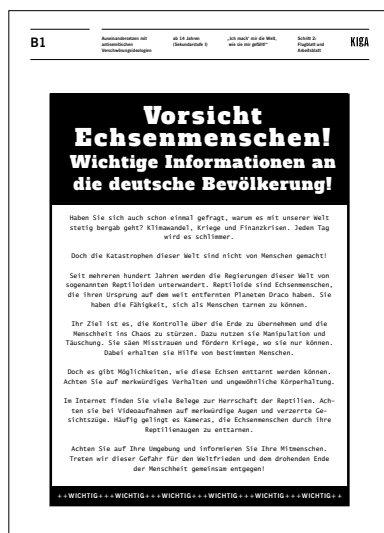 B1
Auseinandersetzen mit
antisemitischen
Verschwörungsideologien
ab 14 Jahren
(Sekundarstufe I)
„Ich mach' mir die Welt,
wie sie mir gefällt“
Schritt 2:
Flugblatt und
Arbeitsblatt
KIgA
Vorsicht
Echsenmenschen!
Wichtige Informationen an
die deutsche Bevölkerung!
Haben Sie sich auch schon einmal gefragt, warum es mit unserer Welt
stetig bergab geht? Klimawandel, Kriege und Finanzkrisen. Jeden Tag
wird es schlimmer.
Doch die Katastrophen dieser Welt sind nicht von Menschen gemacht!
Seit mehreren hundert Jahren werden die Regierungen dieser Welt von
sogenannten Reptiloiden unterwandert. Reptiloide sind Echsenmenschen,
die ihren Ursprung auf dem weit entfernten Planeten Draco haben. Sie
haben die Fähigkeit, sich als Menschen tarnen zu können.
Ihr Ziel ist es, die Kontrolle über die Erde zu übernehmen und die
Menschheit ins Chaos zu stürzen. Dazu nutzen sie Manipulation und
Täuschung. Sie säen Misstrauen und fördern Kriege, wo sie nur können.
Dabei erhalten sie Hilfe von bestimmten Menschen.
Doch es gibt Möglichkeiten, wie diese Echsen enttarnt werden können.
Achten Sie auf merkwürdiges Verhalten und ungewöhnliche Körperhaltung.
Im Internet finden Sie viele Belege zur Herrschaft der Reptilien. Ach-
ten sie bei Videoaufnahmen auf merkwürdige Augen und verzerrte Ge-
sichtszüge. Häufig gelingt es Kameras, die Echsenmenschen durch ihre
Reptilienaugen zu enttarnen.
Achten Sie auf Ihre Umgebung und informieren Sie Ihre Mitmenschen.
Treten wir dieser Gefahr für den Weltfrieden und dem drohenden Ende
der Menschheit gemeinsam entgegen!
++WICHTIG+++WICHTIG+++WICHTIG+++WICHTIG+++WICHTIG+++WICHTIG++